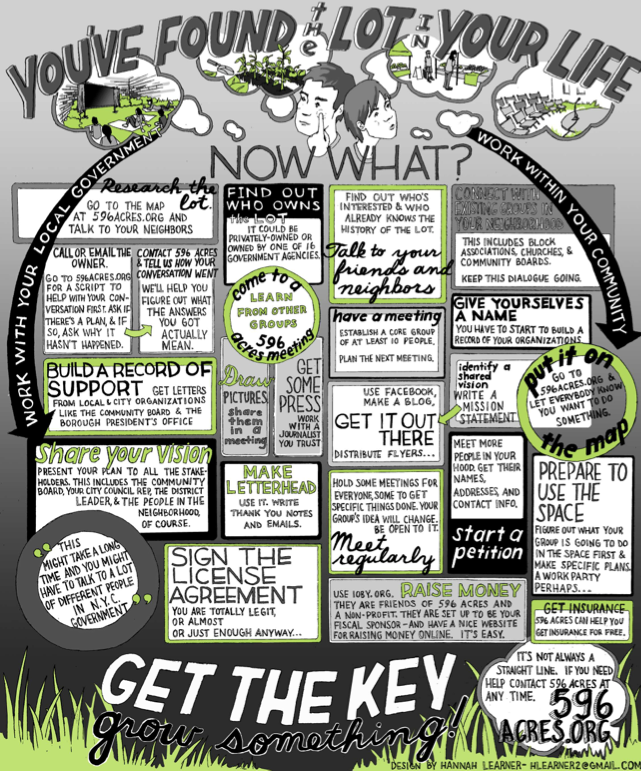 YOU'VE FOUND the LOT IN YOUR LIFE
NOW WHAT?
WORK WITH YOUR LOCAL GOVERNMENT
WORK WITHIN YOUR COMMUNITY
Research the
lot.
GO TO THE MAP
AT 596ACRES.ORG AND
TALK TO YOUR NEIGHBORS
FIND OUT
WHO OWNS
THE LOT
IT COULD BE
PRIVATELY-OWNED OR
OWNED BY ONE OF 16
GOVERNMENT AGENCIES.
FIND OUT WHO'S
INTERESTED & WHO
ALREADY KNOWS THE
HISTORY OF THE LOT.
Talk to your
friends and
neighbors
CONNECT WITH
EXISTING GROUPS IN
YOUR NEIGHBORHOOD
THIS INCLUDES BLOCK
ASSOCIATIONS, CHURCHES, &
COMMUNITY BOARDS.
KEEP THIS DIALOGUE GOING.
CALL OR EMAIL THE
OWNER.
GO TO 596ACRES.ORG
FOR A SCRIPT TO
HELP WITH YOUR CON-
VERSATION FIRST. ASK IF
THERE'S A PLAN, & IF
SO, ASK WHY IT
HASN'T HAPPENED.
CONTACT 596 ACRES
& TELL US HOW YOUR
CONVERSATION WENT
WE'LL HELP YOU
FIGURE OUT WHAT
THE ANSWERS
YOU GOT
ACTUALLY
MEAN.
come to a
LEARN
FROM OTHER
GROUPS
596
acres meeting
have a meeting
ESTABLISH A CORE GROUP
OF AT LEAST 10 PEOPLE,
PLAN THE NEXT MEETING.
GIVE YOURSELVES
A NAME
YOU HAVE TO START TO BUILD A
RECORD OF YOUR ORGANIZATION
BUILD A RECORD OF
SUPPORT GET LETTERS
FROM LOCAL & CITY ORGANIZATIONS
LIKE THE COMMUNITY BOARD & THE
BOROUGH PRESIDENT'S OFFICE
Draw
PICTURES,
share
them
in a
meeting
GET
SOME
PRESS
WORK
WITH A
JOURNALIST
YOU TRUST
USE FACEBOOK,
MAKE A BLOG,
GET IT OUT
THERE
DISTRIBUTE FLYERS...
identify a
shared
vision
WRITE A
MISSION
STATEMENT
put it on
GO TO
596ACRES.ORG &
LET EVERYBODY KNOW
YOU WANT TO DO
SOMETHING.
the map
Share your Vision
PRESENT YOUR PLAN TO ALL THE STAKE-
HOLDERS. THIS INCLUDES THE COMMUNITY
BOARD, YOUR CITY COUNCIL REP, THE DISTRICT
LEADER, & THE PEOPLE IN THE
NEIGHBORHOOD,
OF COURSE.
MAKE
LETTERHEAD
USE IT. WRITE
THANK YOU NOTES
AND EMAILS.
HOLD SOME MEETINGS FOR
EVERYONE, SOME TO GET
SPECIFIC THINGS DONE. YOUR
GROUP'S IDEA WILL CHANGE.
BE OPEN TO IT.
Meet
regularly
MEET MORE
PEOPLE IN YOUR
HOOD. GET THEIR
NAMES,
ADDRESSES, AND
CONTACT INFO.
start a
petition
PREPARE TO
USE THE
SPACE
FIGURE OUT WHAT YOUR
GROUP IS GOING TO DO
IN THE SPACE FIRST &
MAKE SPECIFIC PLANS.
A WORK PARTY
PERHAPS...
"THIS
MIGHT TAKE A LONG
TIME AND YOU MIGHT
HAVE TO TALK TO A LOT
OF DIFFERENT PEOPLE
IN N.Y.C.
GOVERNMENT"
SIGN THE
LICENSE
AGREEMENT
YOU ARE TOTALLY LEGIT,
OR ALMOST
OR JUST ENOUGH ANYWAY...
USE IOBY.ORG. RAISE MONEY
THEY ARE FRIENDS OF 596 ACRES AND
A NON-PROFIT. THEY ARE SET UP TO BE YOUR
FISCAL SPONSOR-AND HAVE A NICE WEBSITE
FOR RAISING MONEY ONLINE. IT'S EASY.
GET INSURANCE
596 ACRES CAN HELP YOU
GET INSURANCE FOR FREE.
GET THE KEY
grow something!
IT'S NOT ALWAYS A
STRAIGHT LINE. IF YOU NEED
HELP CONTACT 596 ACRES AT
ANY TIME.
596
ACRES.ORG
DESIGN BY HANNAH LEARNER- HLEARNER2@GMAIL.COM